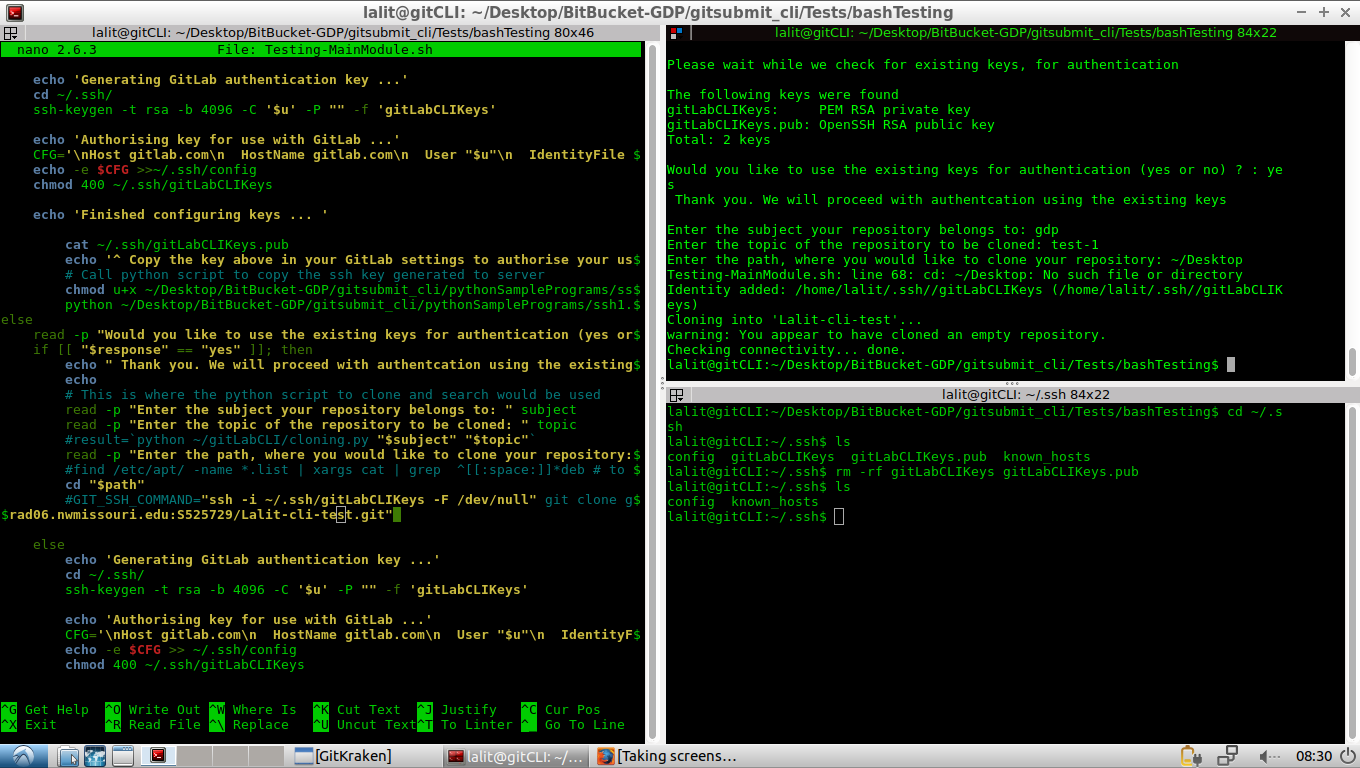 lalit@gitCLI: ~/Desktop/BitBucket-GDP/gitsubmit_cli/Tests/bashTesting
lalit@gitCLI: ~/Desktop/BitBucket-GDP/gitsubmit_cli/Tests/bashTesting 80x46
nano 2.6.3 File: Testing-MainModule.sh
echo 'Generating GitLab authentication key ...'
cd ~/.ssh/
ssh-keygen -t rsa -b 4096 -C '$u' -P "" -f 'gitLabCLIKeys'
echo 'Authorising key for use with GitLab ...'
CFG='\nHost gitlab.com\n  HostName gitlab.com\n  User "$u"\n  IdentityFile $
echo -e $CFG >>~/.ssh/config
chmod 400 ~/.ssh/gitLabCLIKeys
echo 'Finished configuring keys ... '
cat ~/.ssh/gitLabCLIKeys.pub
echo '^ Copy the key above in your GitLab settings to authorise your us$
# Call python script to copy the ssh key generated to server
chmod u+x ~/Desktop/BitBucket-GDP/gitsubmit_cli/pythonSamplePrograms/ss$
python ~/Desktop/BitBucket-GDP/gitsubmit_cli/pythonSamplePrograms/ssh1.$
else
read -p "Would you like to use the existing keys for authentication (yes or$
if [[ "$response" == "yes" ]]; then
echo " Thank you. We will proceed with authentcation using the existing$
echo
# This is where the python script to clone and search would be used
read -p "Enter the subject your repository belongs to: " subject
read -p "Enter the topic of the repository to be cloned: " topic
#result=`python ~/gitLabCLI/cloning.py "$subject" "$topic"`
read -p "Enter the path, where you would like to clone your repository:$
#find /etc/apt/ -name *.list | xargs cat | grep  ^[[:space:]]*deb # to $
cd "$path"
#GIT_SSH_COMMAND="ssh -i ~/.ssh/gitLabCLIKeys -F /dev/null" git clone g$
$rad06.nwmissouri.edu:S525729/Lalit-cli-test.git"
else
echo 'Generating GitLab authentication key ...'
cd ~/.ssh/
ssh-keygen -t rsa -b 4096 -C '$u' -P "" -f 'gitLabCLIKeys'
echo 'Authorising key for use with GitLab ...'
CFG='\nHost gitlab.com\n  HostName gitlab.com\n  User "$u"\n  IdentityF$
echo -e $CFG >> ~/.ssh/config
chmod 400 ~/.ssh/gitLabCLIKeys
^G Get Help ^O Write Out ^W Where Is ^K Cut Text ^J Justify ^C Cur Pos
^X Exit ^R Read File ^\ Replace ^U Uncut Text ^T To Linter ^_ Go To Line
lalit@gitCLI: ~/Desktop/BitBucket-GDP/gitsubmit_cli/Tests/bashTesting 84x22
Please wait while we check for existing keys, for authentication
The following keys were found
gitLabCLIKeys:     PEM RSA private key
gitLabCLIKeys.pub: OpenSSH RSA public key
Total: 2 keys
Would you like to use the existing keys for authentication (yes or no) ? : ye
s
Thank you. We will proceed with authentcation using the existing keys
Enter the subject your repository belongs to: gdp
Enter the topic of the repository to be cloned: test-1
Enter the path, where you would like to clone your repository: ~/Desktop
Testing-MainModule.sh: line 68: cd: ~/Desktop: No such file or directory
Identity added: /home/lalit/.ssh//gitLabCLIKeys (/home/lalit/.ssh//gitLabCLIK
eys)
Cloning into 'Lalit-cli-test'...
warning: You appear to have cloned an empty repository.
Checking connectivity... done.
lalit@gitCLI:~/Desktop/BitBucket-GDP/gitsubmit_cli/Tests/bashTesting$
lalit@gitCLI: ~/.ssh 84x22
lalit@gitCLI:~/Desktop/BitBucket-GDP/gitsubmit_cli/Tests/bashTesting$ cd ~/.s
sh
lalit@gitCLI:~/.ssh$ ls
config  gitLabCLIKeys  gitLabCLIKeys.pub  known_hosts
lalit@gitCLI:~/.ssh$ rm -rf gitLabCLIKeys gitLabCLIKeys.pub
lalit@gitCLI:~/.ssh$ ls
config  known_hosts
lalit@gitCLI:~/.ssh$
[GitKraken] lalit@gitCLI: ~/... [Taking screens... 08:30